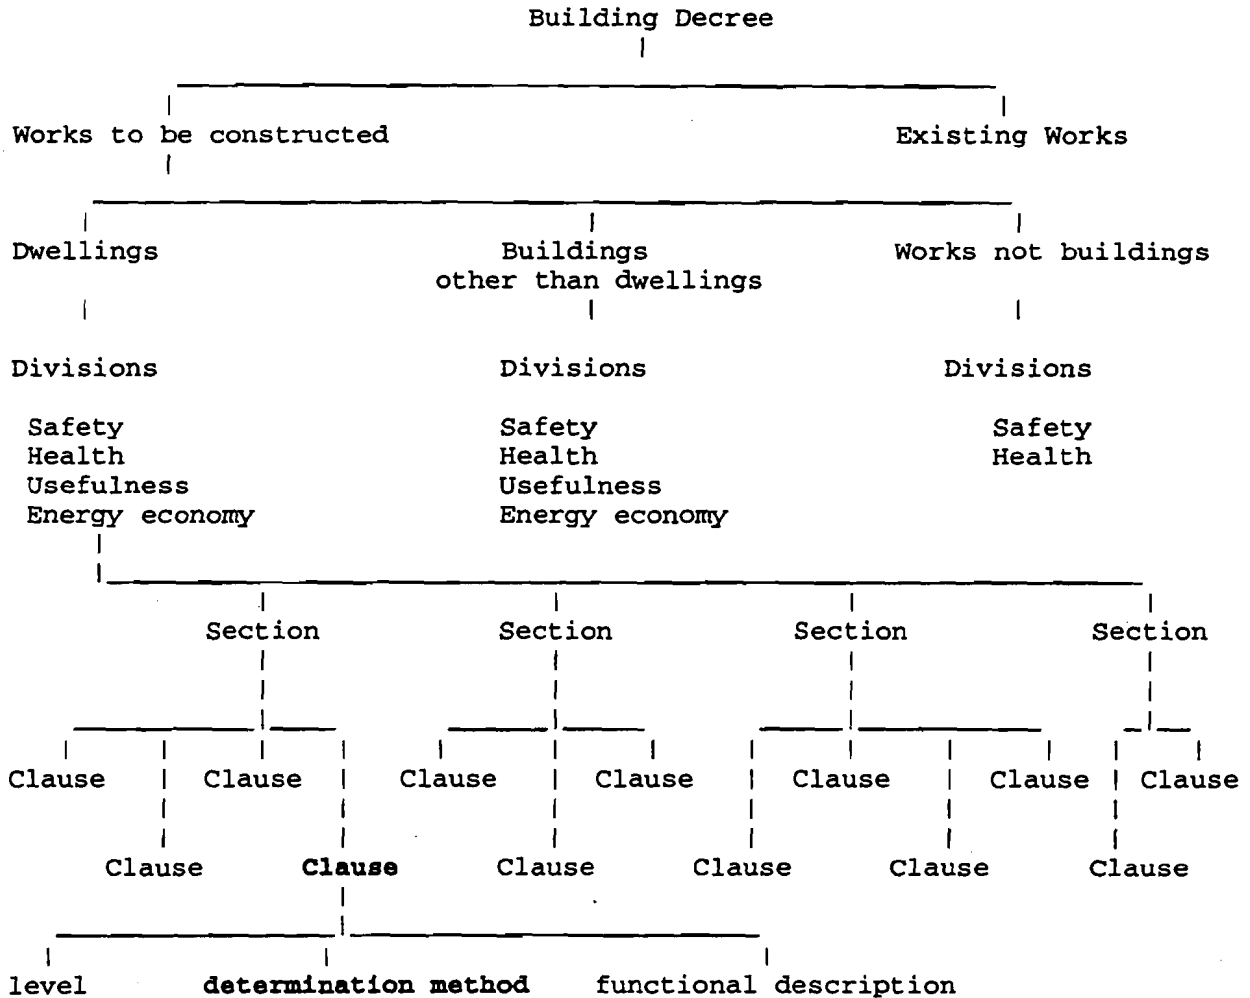 Building Decree
Works to be constructed Existing Works
Dwellings Buildings Works not buildings
other than dwellings
Divisions Divisions Divisions
Safety Safety Safety
Health Health Health
Usefulness Usefulness
Energy economy Energy economy
Section Section Section Section
Clause Clause Clause Clause Clause Clause Clause
Clause Clause Clause Clause Clause Clause
level determination method functional description